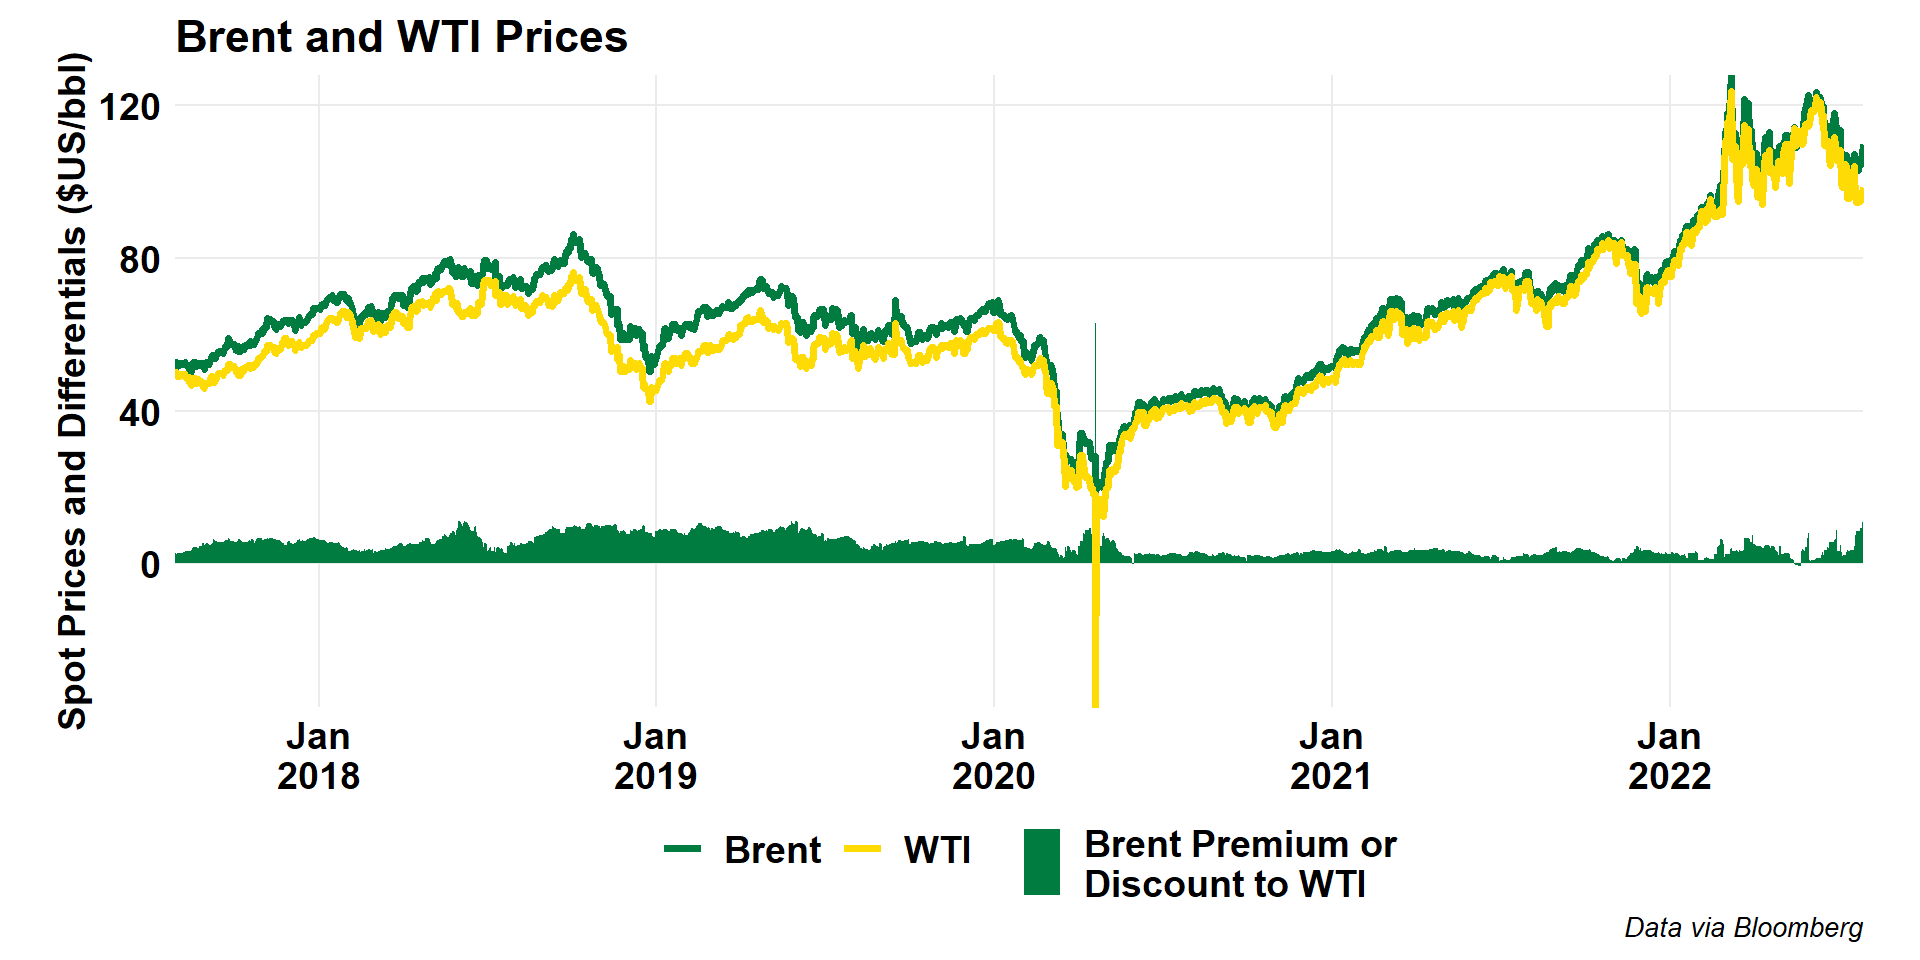 Brent and WTI Prices
Spot Prices and Differentials ($US/bbl)
120
80
40
0
Jan
2018
Jan
2019
Jan
2020
Jan
2021
Jan
2022
Brent
WTI
Brent Premium or
Discount to WTI
Data via Bloomberg